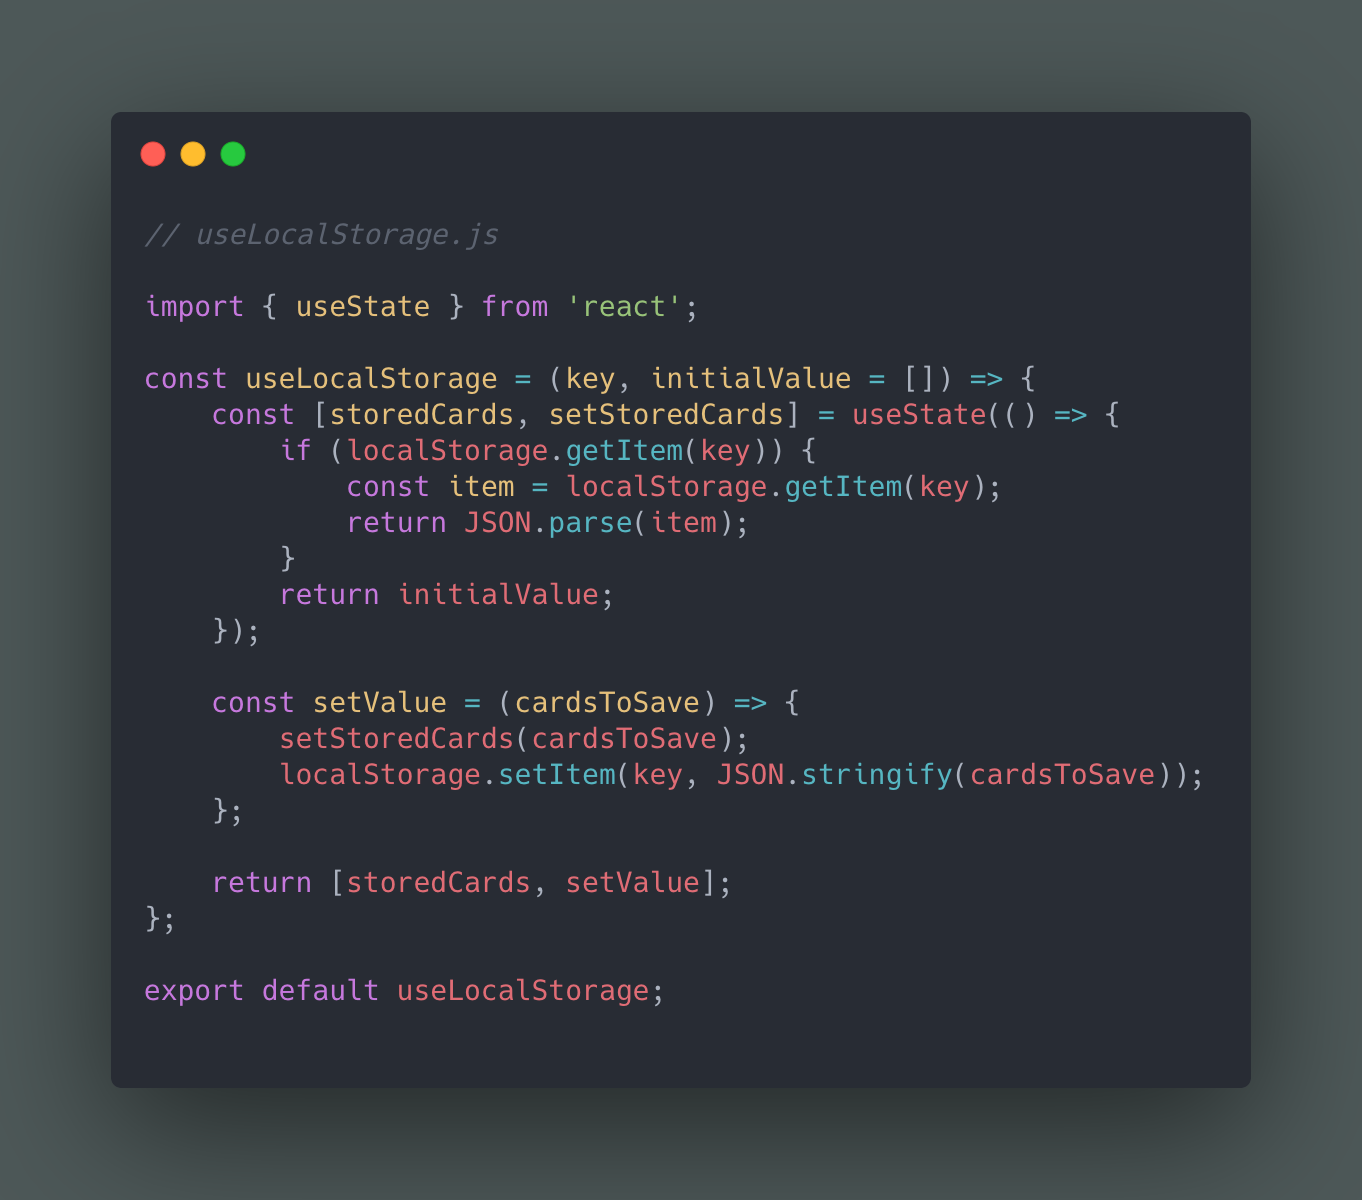 // useLocalStorage.js

import { useState } from 'react';

const useLocalStorage = (key, initialValue = []) => {
    const [storedCards, setStoredCards] = useState(() => {
        if (localStorage.getItem(key)) {
            const item = localStorage.getItem(key);
            return JSON.parse(item);
        }
        return initialValue;
    });

    const setValue = (cardsToSave) => {
        setStoredCards(cardsToSave);
        localStorage.setItem(key, JSON.stringify(cardsToSave));
    };

    return [storedCards, setValue];
};

export default useLocalStorage;